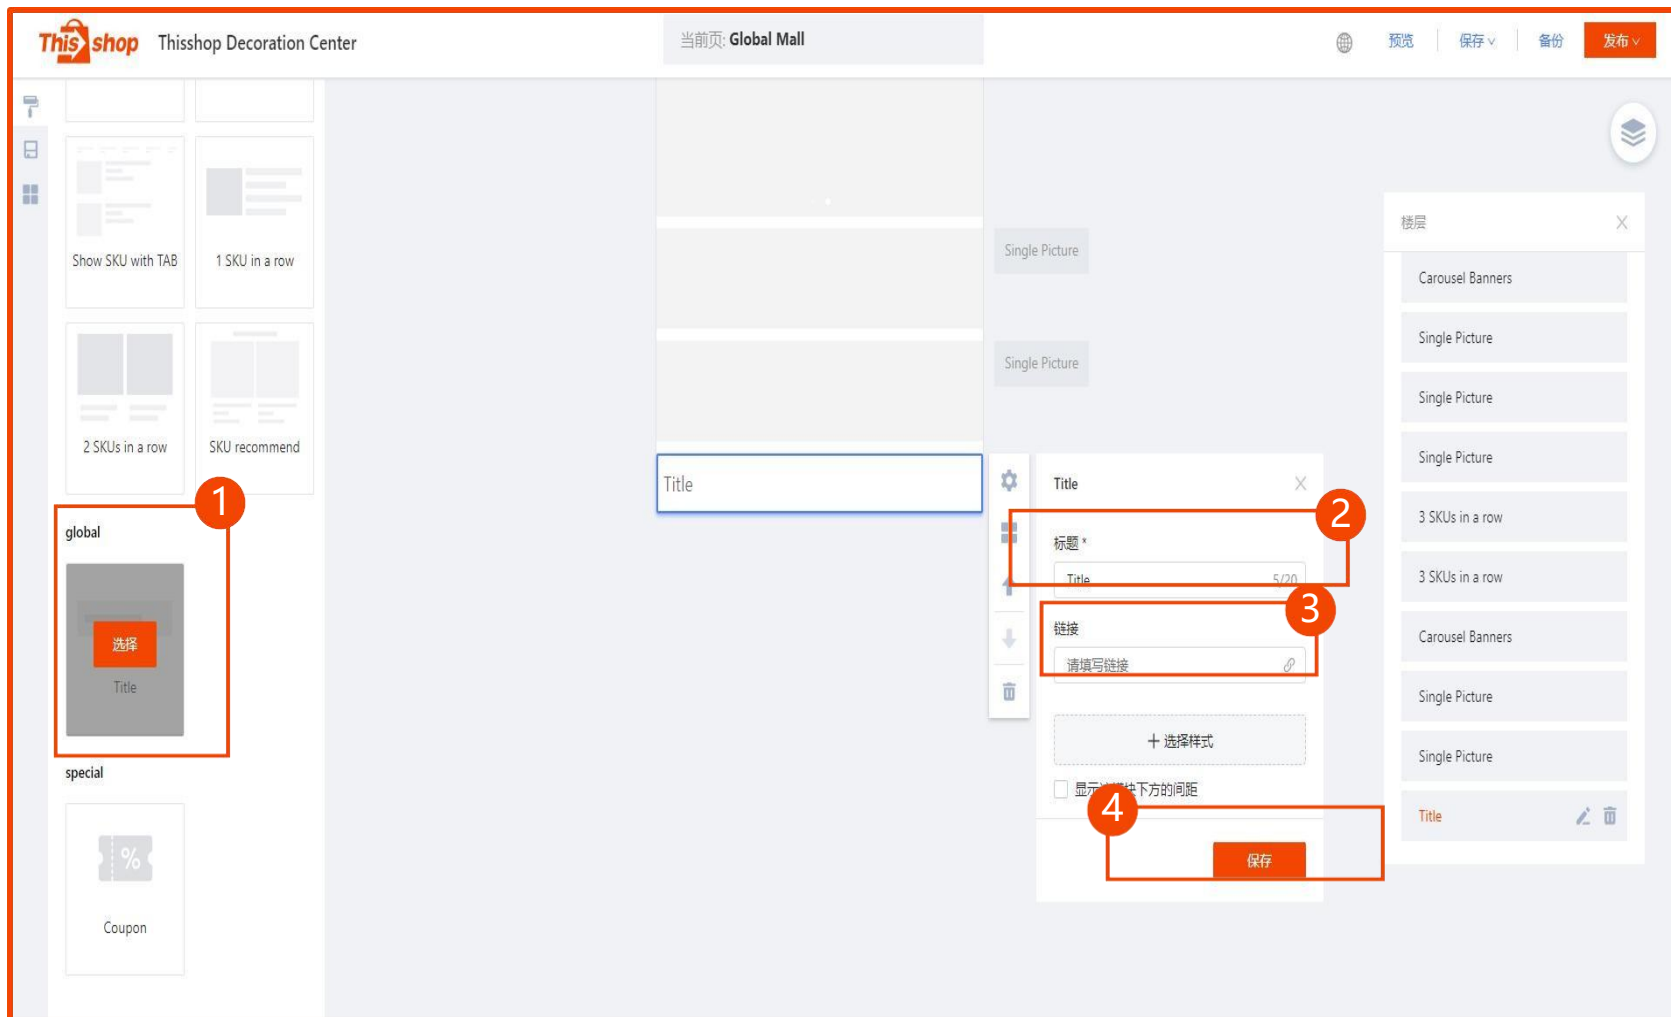 This shop Thisshop Decoration Center
当前页: Global Mall
预览 保存 备份 发布
Show SKU with TAB
1 SKU in a row
2 SKUs in a row
SKU recommend
1
global
选择
Title
special
%
Coupon
Single Picture
Single Picture
Title
Title
2
标题 *
Title 5/20
3
链接
请填写链接
选择样式
下方的间距
4
保存
楼层
Carousel Banners
Single Picture
Single Picture
Single Picture
3 SKUs in a row
3 SKUs in a row
Carousel Banners
Single Picture
Single Picture
Title